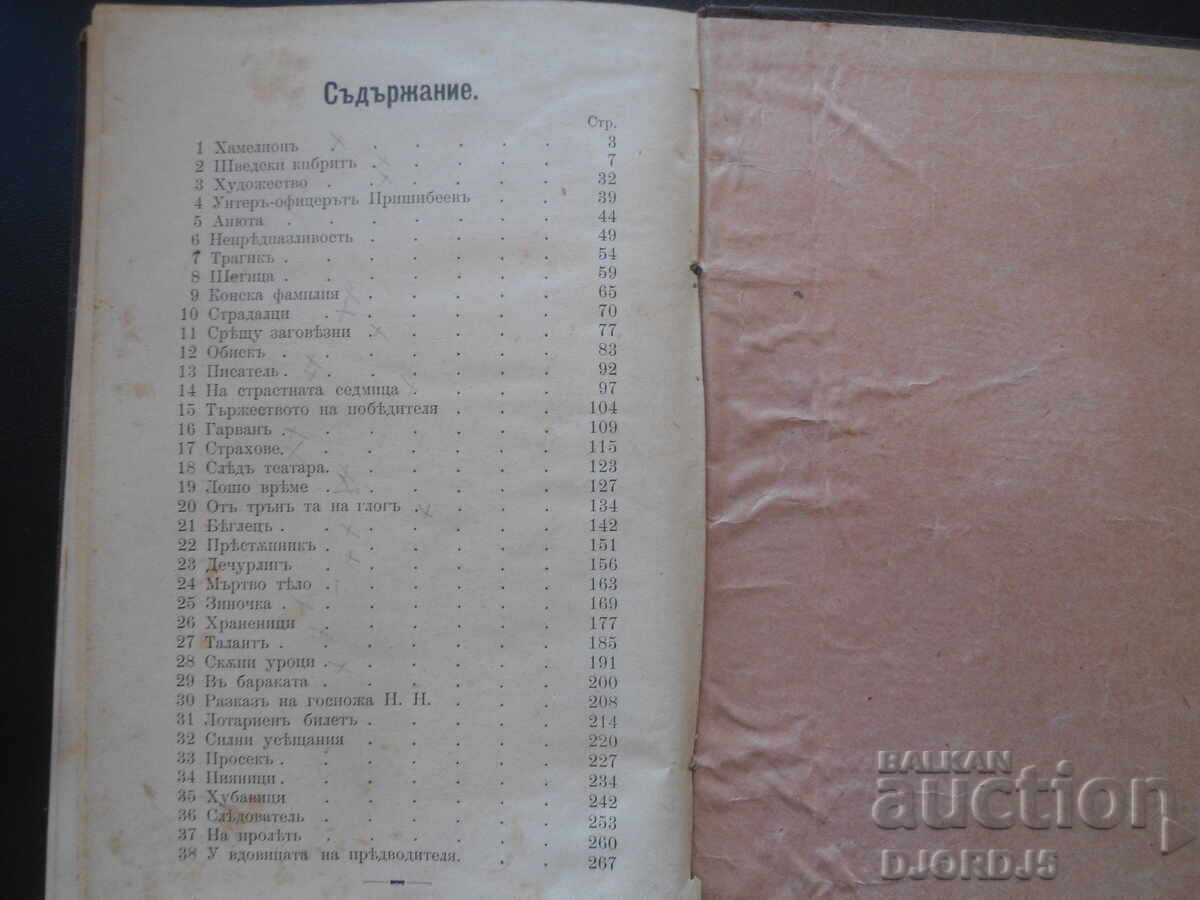 Съдържание.
Стр.
1 Хамелионъ . . . . . . 3
2 Шведски кибритъ . . . . . 7
3 Художество . . . . . . 32
4 Унтеръ-офицерътъ Пришибеевъ . . 39
5 Анюта . . . . . . . 44
6 Непрѣдпазливость . . . . . 49
7 Трагикъ . . . . . . . 54
8 Шегица . . . . . . . 59
9 Конска фамилия . . . . . 65
10 Страдалци . . . . . . 70
11 Срѣщу заговѣзни . . . . . 77
12 Обискъ . . . . . . . 83
13 Писатель . . . . . . . 92
14 На страстната седмица . . . . 97
15 Тържеството на побѣдителя . . . 104
16 Гарванъ . . . . . . . 109
17 Страхове . . . . . . . 115
18 Слѣдъ театара . . . . . . 123
19 Лошо врѣме . . . . . . 127
20 Отъ трънъ та на глогъ . . . . 134
21 Бѣглецъ . . . . . . . 142
22 Прѣстѫпникъ . . . . . . 151
23 Дечурлигъ . . . . . . 156
24 Мъртво тѣло . . . . . . 163
25 Зиночка . . . . . . . 169
26 Храненици . . . . . . 177
27 Талантъ . . . . . . . 185
28 Скѫпи уроци . . . . . . 191
29 Въ бараката . . . . . . 200
30 Разказъ на госпожа Н. Н. . . . 208
31 Лотариенъ билетъ . . . . . 214
32 Силни усѣщания . . . . . 220
33 Просекъ . . . . . . . 227
34 Пияници . . . . . . . 234
35 Хубавици . . . . . . 242
36 Слѣдователь . . . . . . 253
37 На пролѣть . . . . . . 260
38 У вдовицата на прѣдводителя . . . 267
BALKAN
auction
DJORDJ5